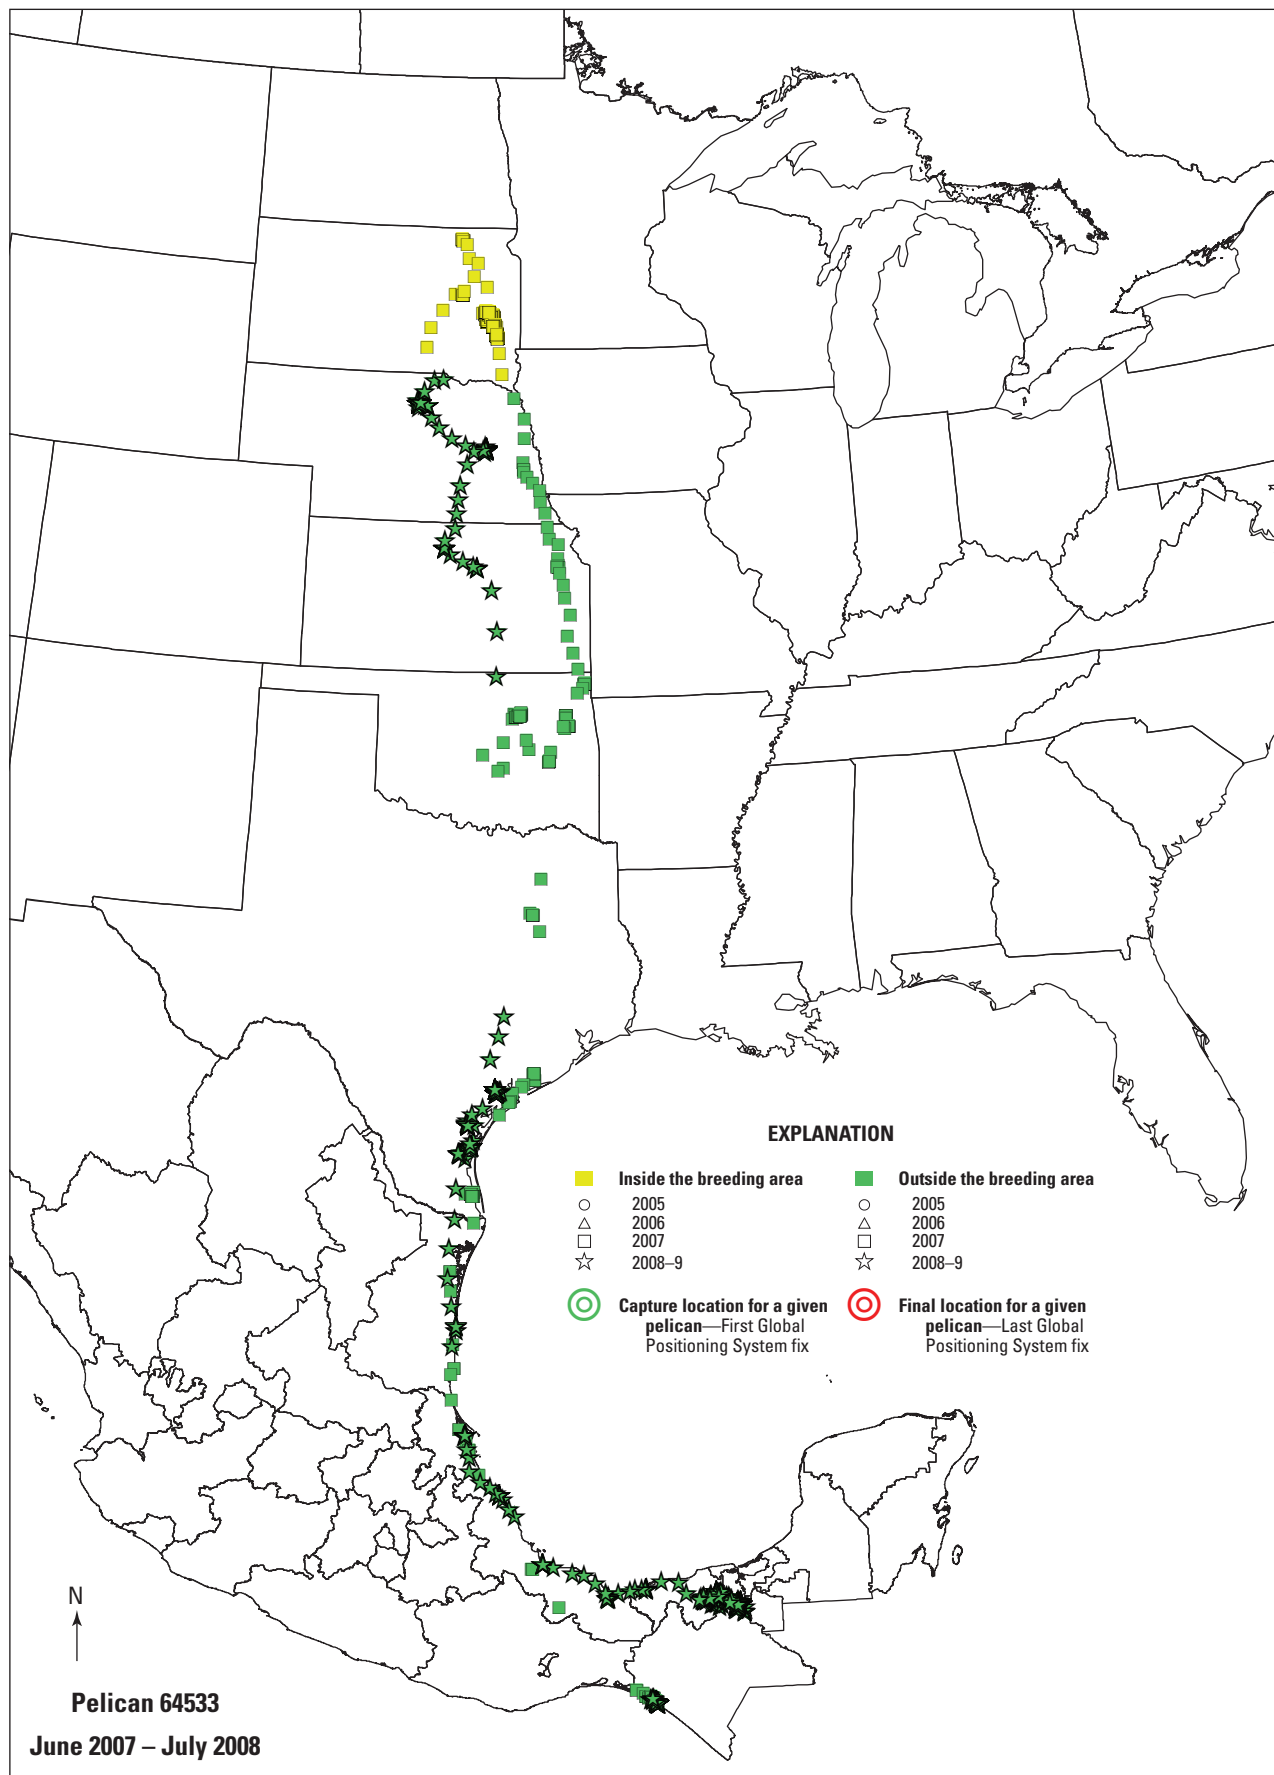 EXPLANATION
Inside the breeding area
2005
2006
2007
2008–9
Capture location for a given
pelican—First Global
Positioning System fix
Outside the breeding area
2005
2006
2007
2008–9
Final location for a given
pelican—Last Global
Positioning System fix
N
Pelican 64533
June 2007 – July 2008